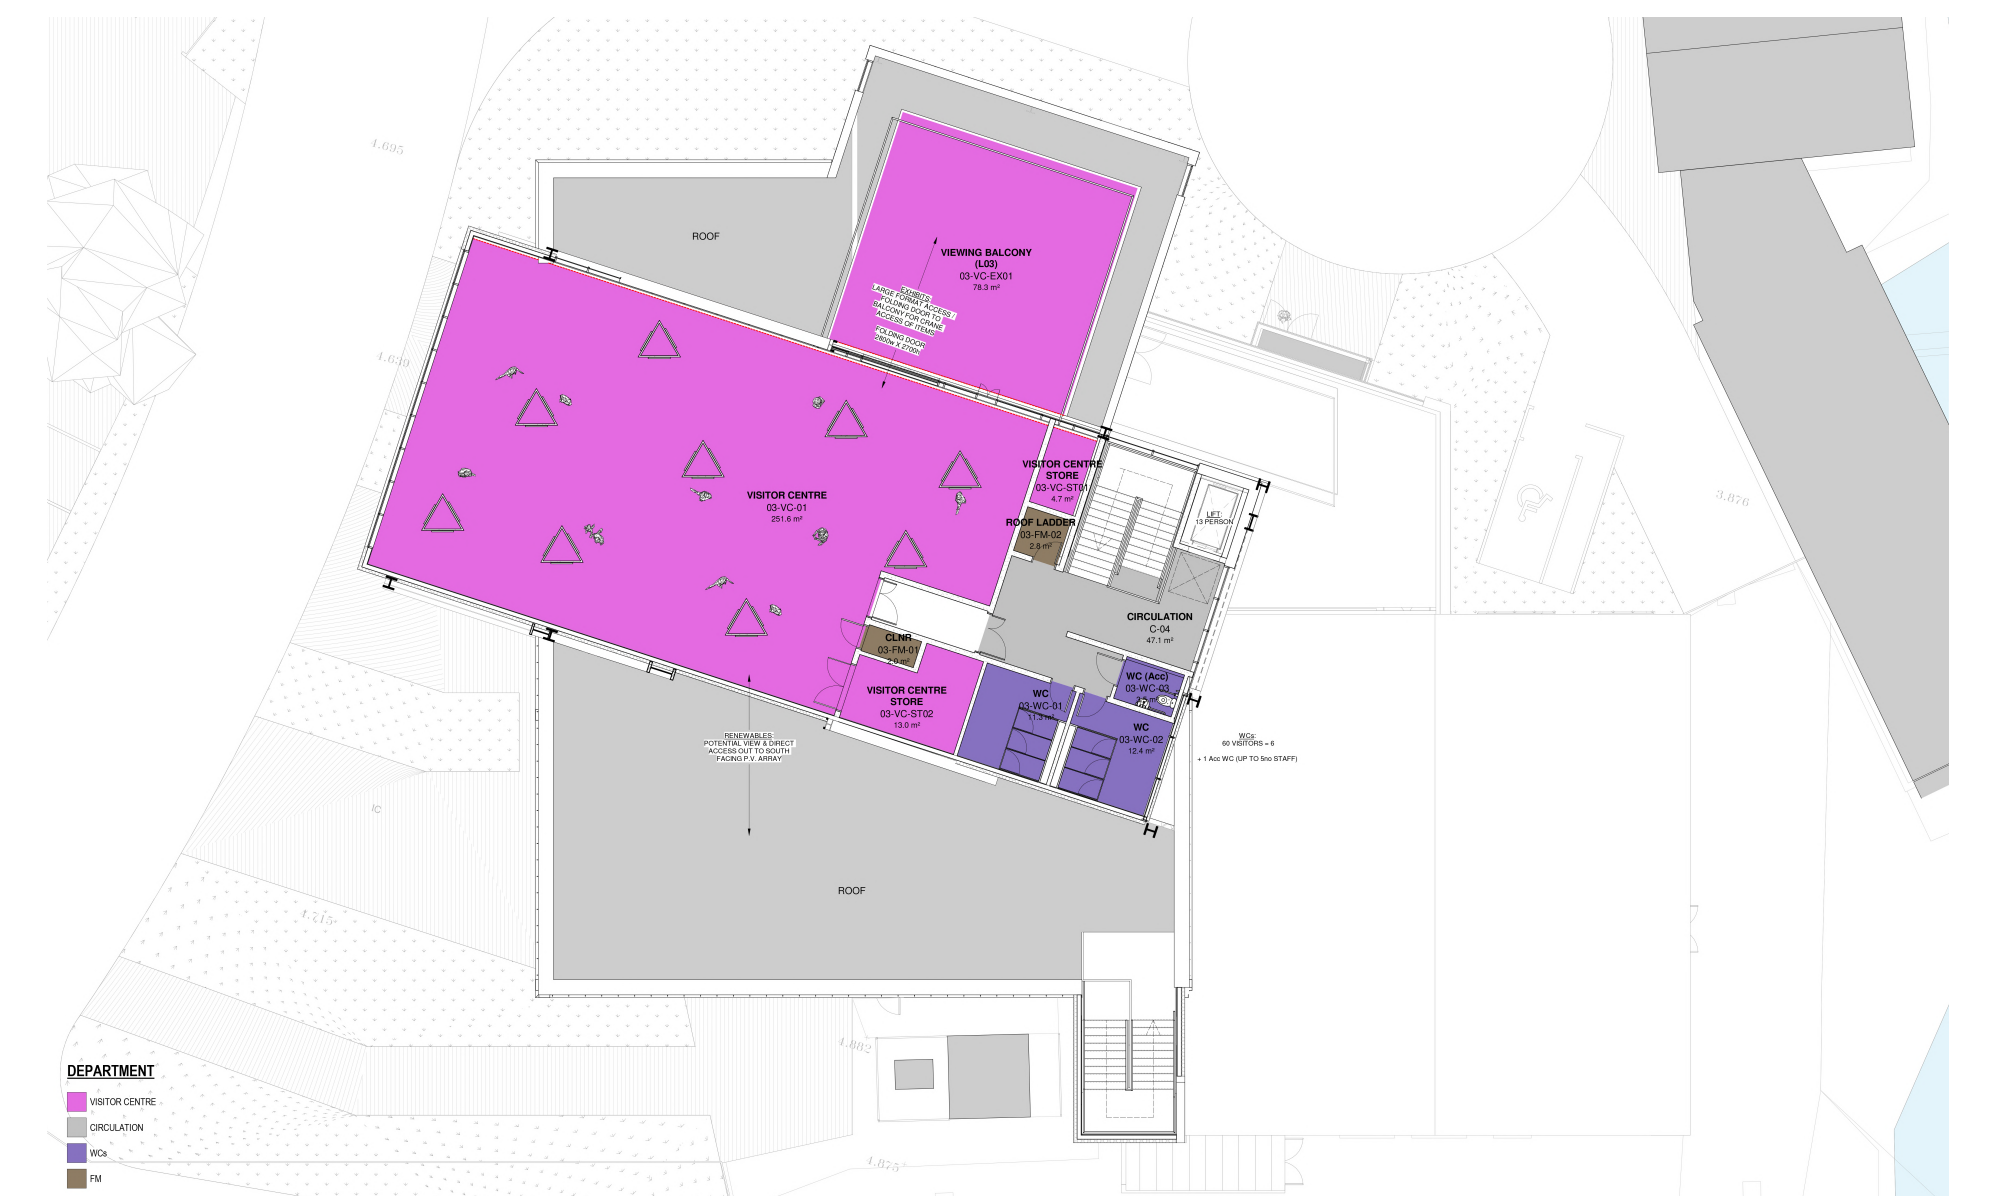 4.695
ROOF
VIEWING BALCONY
(L03)
03-VC-EX01
78.3 m²
EXHIBITS:
LARGE FORMAT ACCESS /
FOLDING DOOR TO
BALCONY FOR CRANE
ACCESS OF ITEMS
FOLDING DOOR
2800w X 2700h
4.630
VISITOR CENTRE
03-VC-01
251.6 m²
VISITOR CENTRE
STORE
03-VC-ST01
4.7 m²
ROOF LADDER
03-FM-02
2.8 m²
LIFT:
13 PERSON
3.876
CIRCULATION
C-04
47.1 m²
CLNR
03-FM-01
2.0 m²
VISITOR CENTRE
STORE
03-VC-ST02
13.0 m²
WC
03-WC-01
11.3 m²
WC (Acc)
03-WC-03
WC
03-WC-02
12.4 m²
RENEWABLES:
POTENTIAL VIEW & DIRECT
ACCESS OUT TO SOUTH
FACING P.V. ARRAY
WCs:
60 VISITORS = 6
+ 1 Acc WC (UP TO 5no STAFF)
IC
ROOF
4.715
4.882
4.875
DEPARTMENT
VISITOR CENTRE
CIRCULATION
WCs
FM